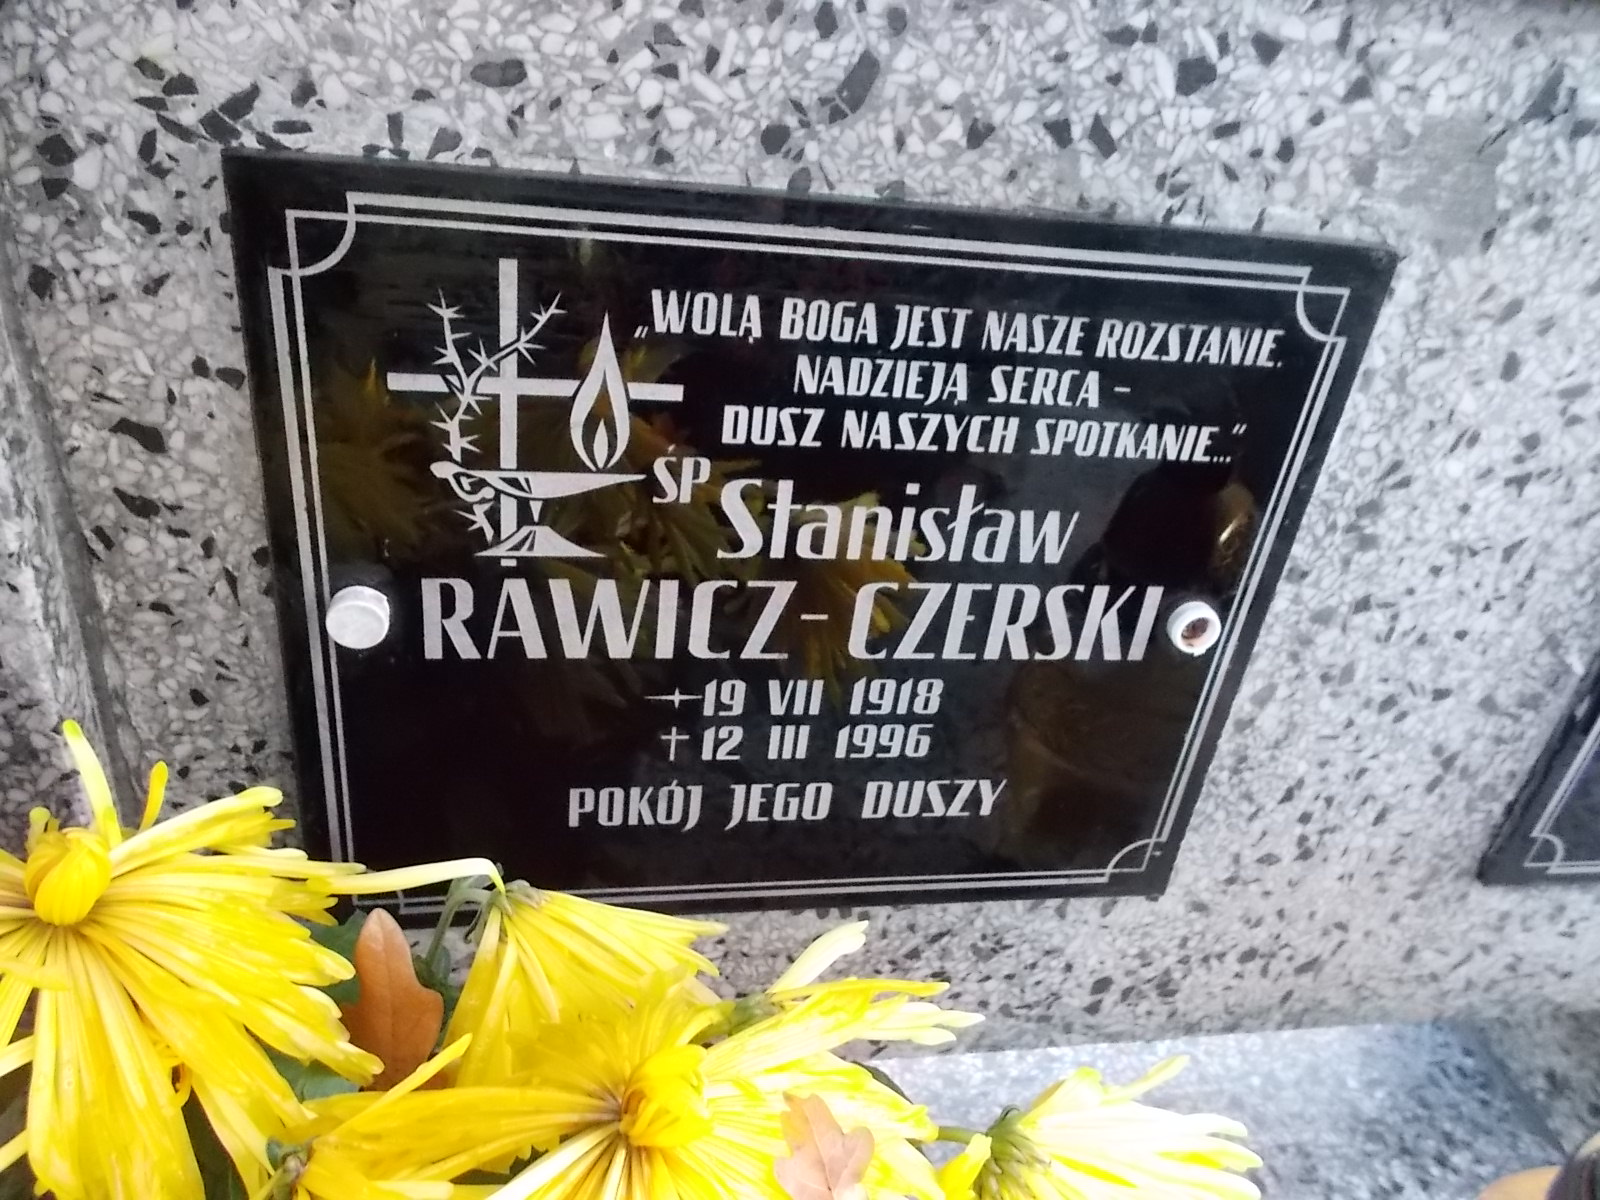 „WOLĄ BOGA JEST NASZE ROZSTANIE.
NADZIEJĄ SERCA –
DUSZ NASZYCH SPOTKANIE..."
ŚP Stanisław
RAWICZ – CZERSKI
19 VII 1918
† 12 III 1996
POKÓJ JEGO DUSZY